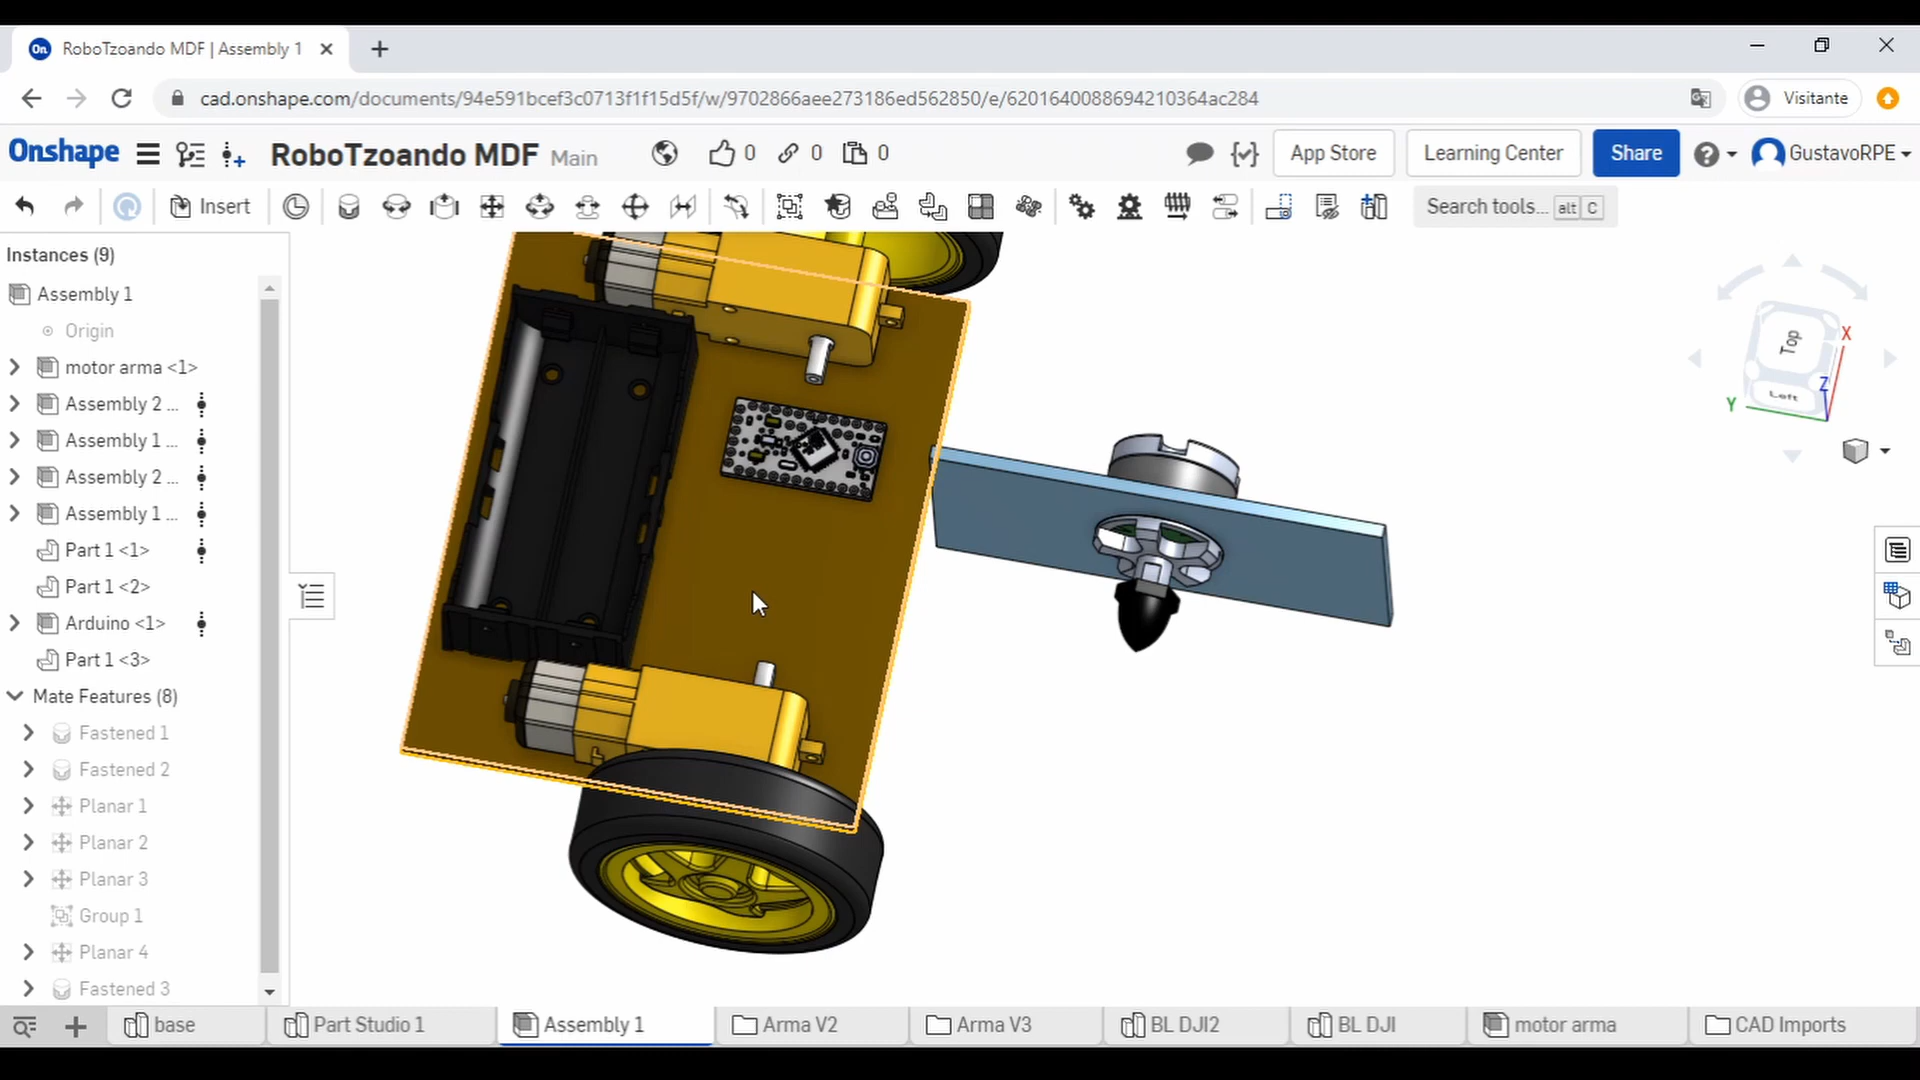 On RoboTzoando MDF | Assembly 1
cad.onshape.com/documents/94e591bcef3c0713f1f15d5f/w/9702866aee273186ed562850/e/6201640088694210364ac284
Visitante
Onshape
RoboTzoando MDF Main
0
0
0
App Store
Learning Center
Share
GustavoRPE
Insert
Search tools... alt C
Instances (9)
Assembly 1
Origin
motor arma <1>
Assembly 2 ...
Assembly 1 ...
Assembly 2 ...
Assembly 1 ...
Part 1 <1>
Part 1 <2>
Arduino <1>
Part 1 <3>
Mate Features (8)
Fastened 1
Fastened 2
Planar 1
Planar 2
Planar 3
Group 1
Planar 4
Fastened 3
Top
Left
X
Y
Z
base
Part Studio 1
Assembly 1
Arma V2
Arma V3
BL DJI2
BL DJI
motor arma
CAD Imports